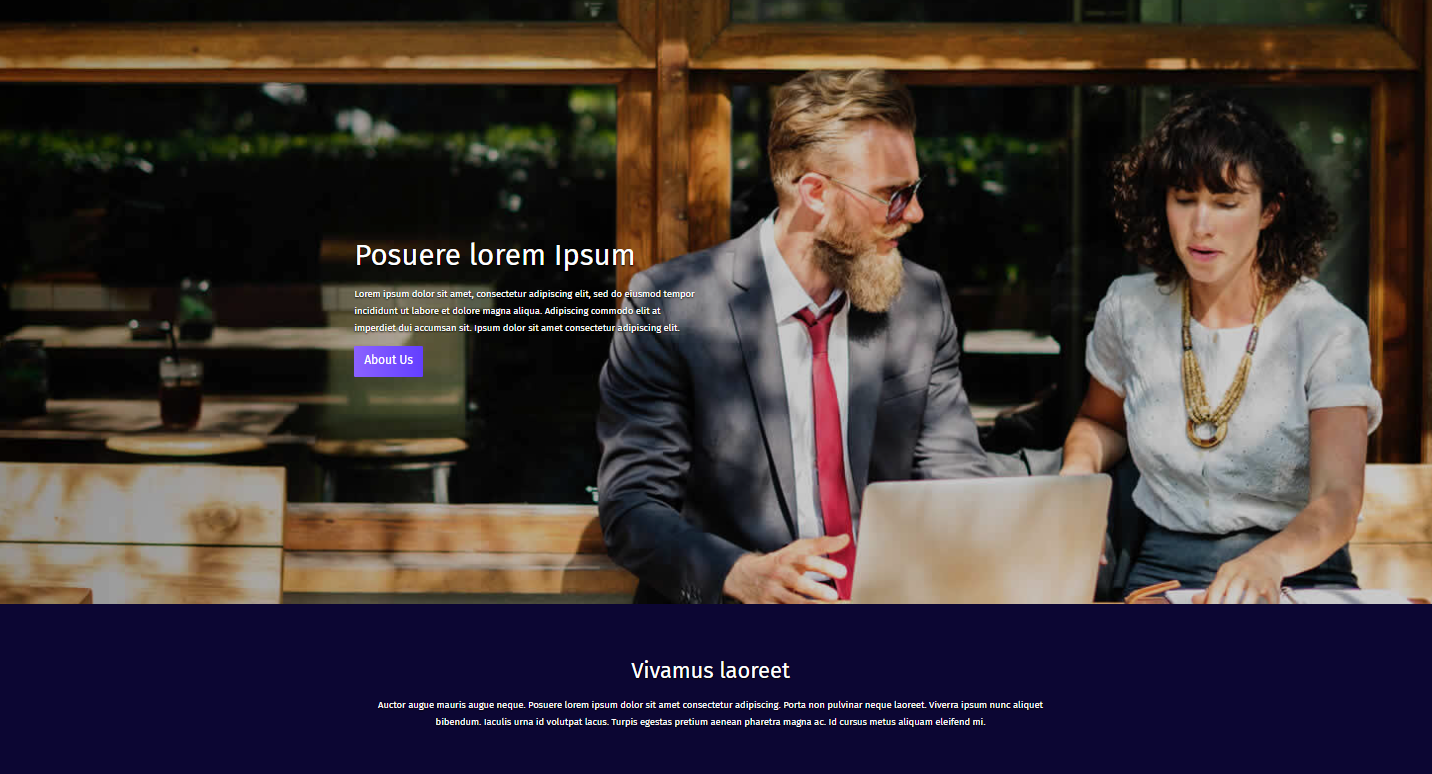 Posuere lorem Ipsum
Lorem ipsum dolor sit amet, consectetur adipiscing elit, sed do eiusmod tempor
incididunt ut labore et dolore magna aliqua. Adipiscing commodo elit at
imperdiet dui accumsan sit. Ipsum dolor sit amet consectetur adipiscing elit.
About Us
Vivamus laoreet
Auctor augue mauris augue neque. Posuere lorem ipsum dolor sit amet consectetur adipiscing. Porta non pulvinar neque laoreet. Viverra ipsum nunc aliquet
bibendum. Iaculis urna id volutpat lacus. Turpis egestas pretium aenean pharetra magna ac. Id cursus metus aliquam eleifend mi.